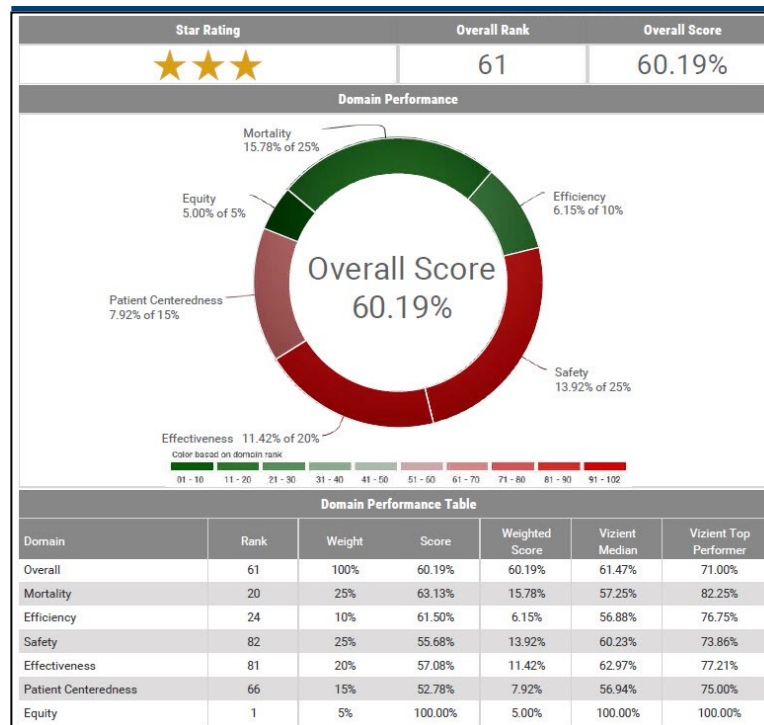 Star Rating Overall Rank Overall Score
61 60.19%
Domain Performance
Mortality
15.78% of 25%
Efficiency
6.15% of 10%
Equity
5.00% of 5%
Overall Score
60.19%
Patient Centeredness
7.92% of 15%
Safety
13.92% of 25%
Effectiveness 11.42% of 20%
Color based on domain rank
01 - 10 11 - 20 21 - 30 31 - 40 41 - 50 51 - 60 61 - 70 71 - 80 81 - 90 91 - 102
Domain Performance Table
Domain Rank Weight Score Weighted Score Vizient Median Vizient Top Performer
Overall 61 100% 60.19% 60.19% 61.47% 71.00%
Mortality 20 25% 63.13% 15.78% 57.25% 82.25%
Efficiency 24 10% 61.50% 6.15% 56.88% 76.75%
Safety 82 25% 55.68% 13.92% 60.23% 73.86%
Effectiveness 81 20% 57.08% 11.42% 62.97% 77.21%
Patient Centeredness 66 15% 52.78% 7.92% 56.94% 75.00%
Equity 1 5% 100.00% 5.00% 100.00% 100.00%